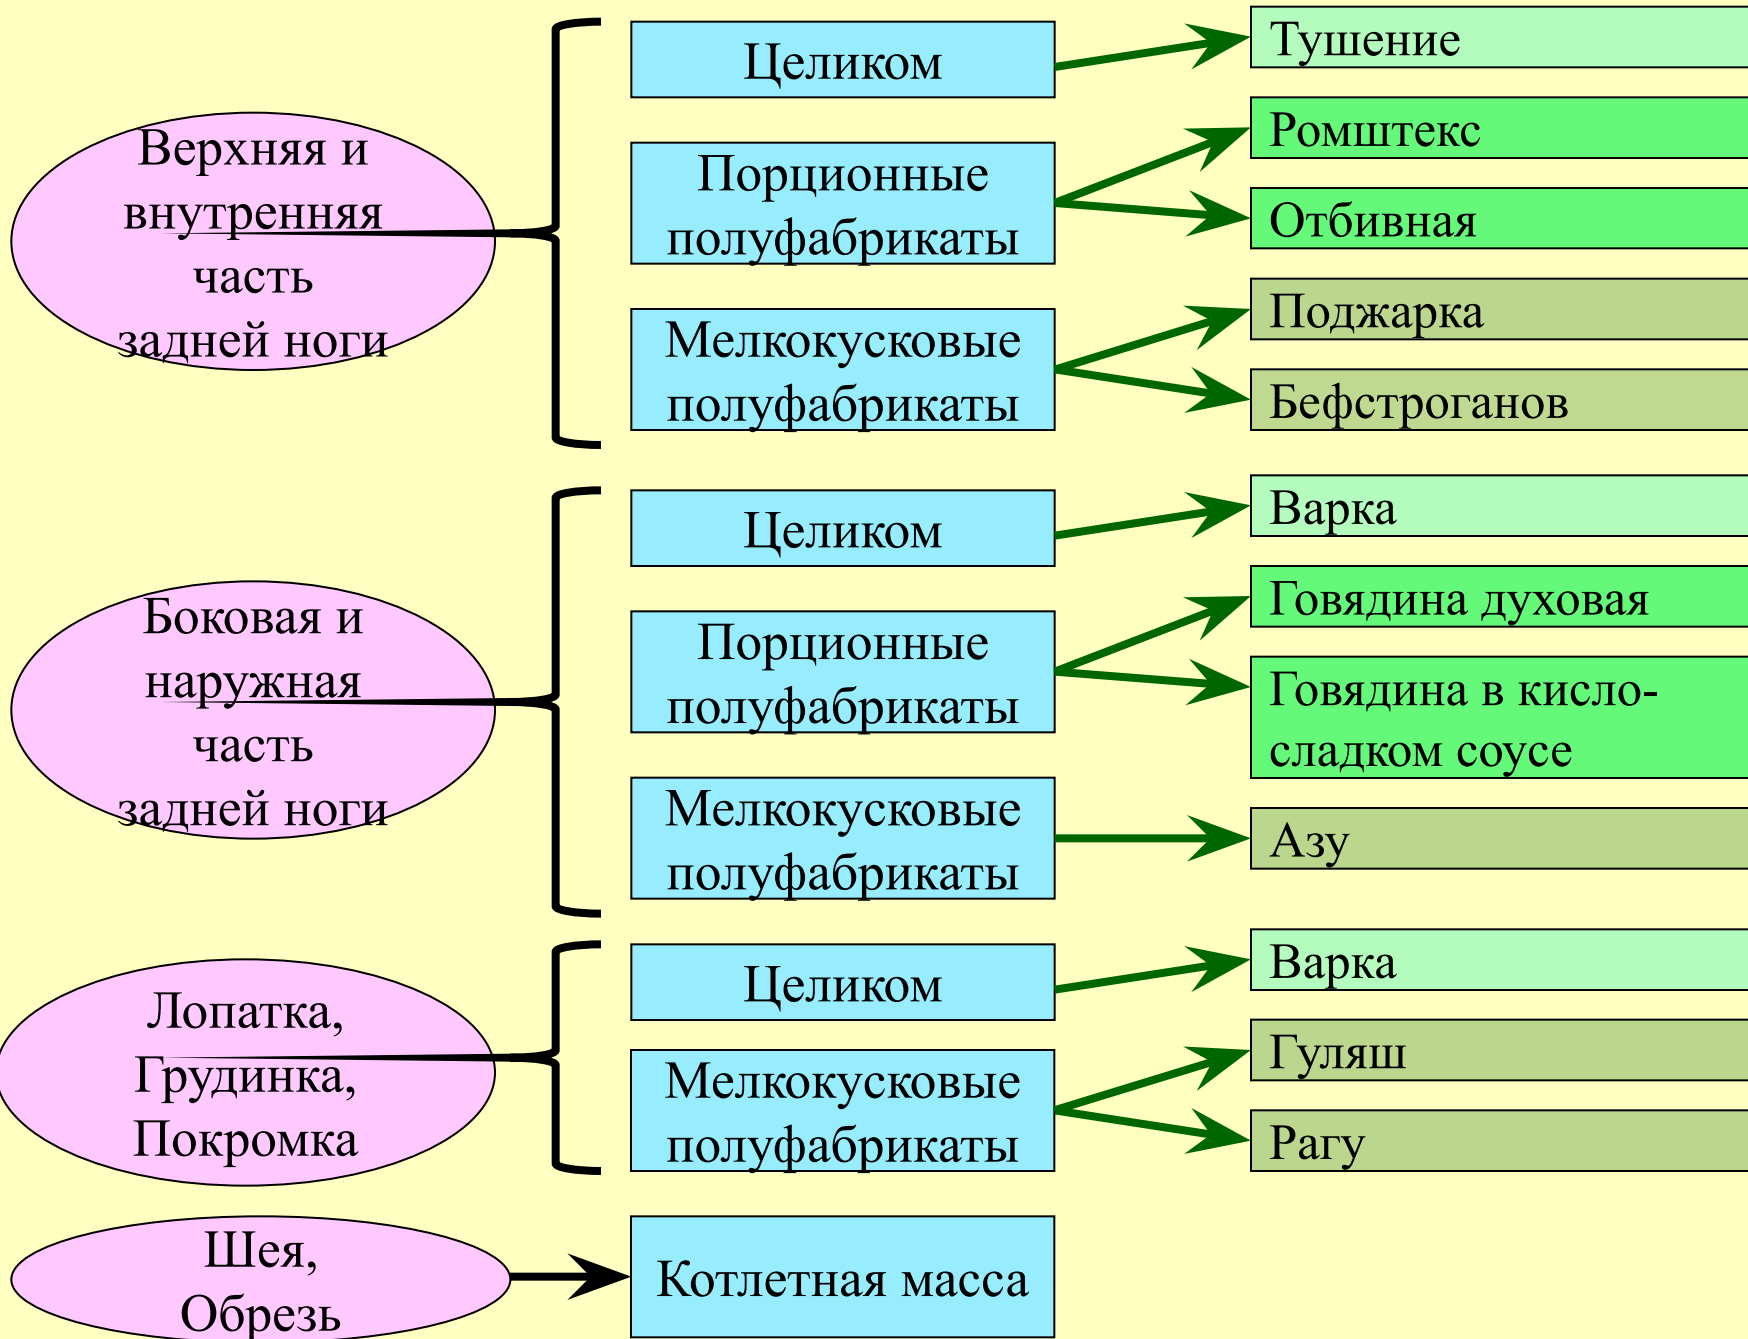 Верхняя и
внутренняя
часть
задней ноги
Целиком
Тушение
Порционные
полуфабрикаты
Ромштекс
Отбивная
Мелкокусковые
полуфабрикаты
Поджарка
Бефстроганов
Боковая и
наружная
часть
задней ноги
Целиком
Варка
Порционные
полуфабрикаты
Говядина духовая
Говядина в кисло-
сладком соусе
Мелкокусковые
полуфабрикаты
Азу
Лопатка,
Грудинка,
Покромка
Целиком
Варка
Мелкокусковые
полуфабрикаты
Гуляш
Рагу
Шея,
Обрезь
Котлетная масса